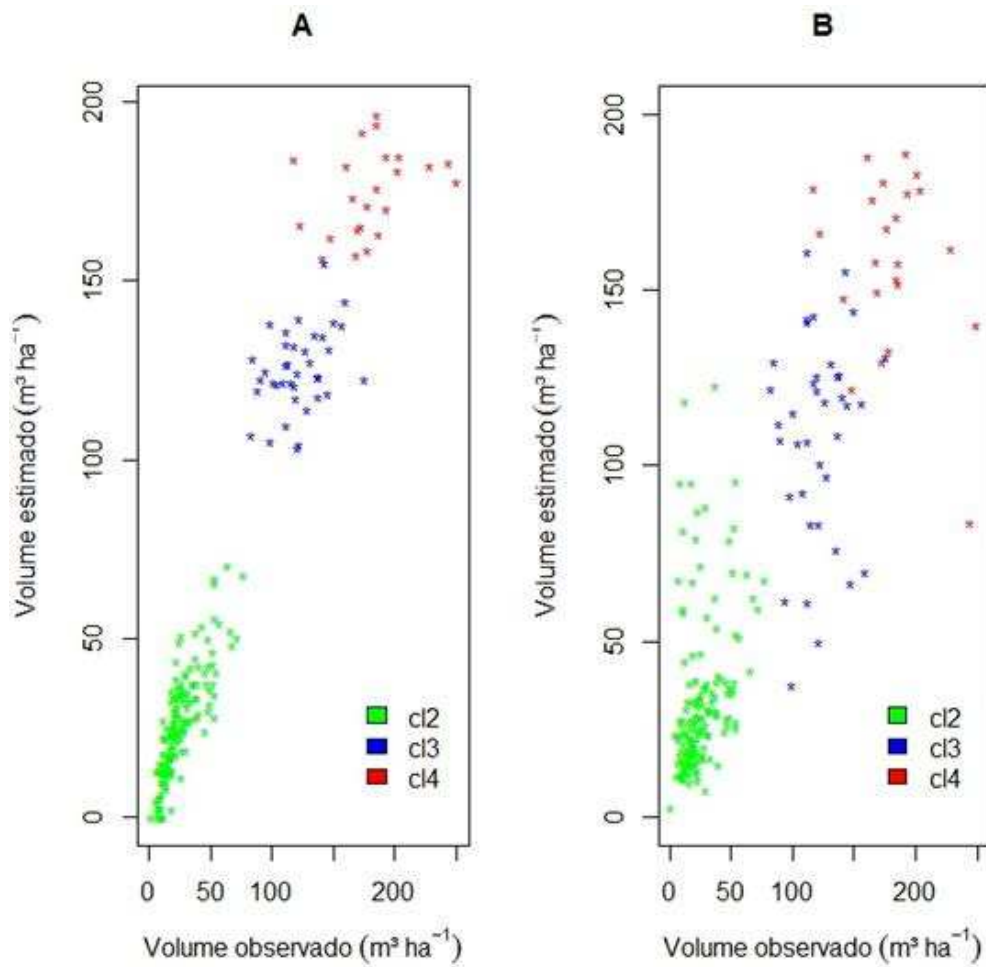 A
Volume estimado (m³ ha⁻¹)
200
150
100
50
0
cl2
cl3
cl4
0 50 100 200
Volume observado (m³ ha⁻¹)
B
Volume estimado (m³ ha⁻¹)
200
150
100
50
0
cl2
cl3
cl4
0 50 100 200
Volume observado (m³ ha⁻¹)